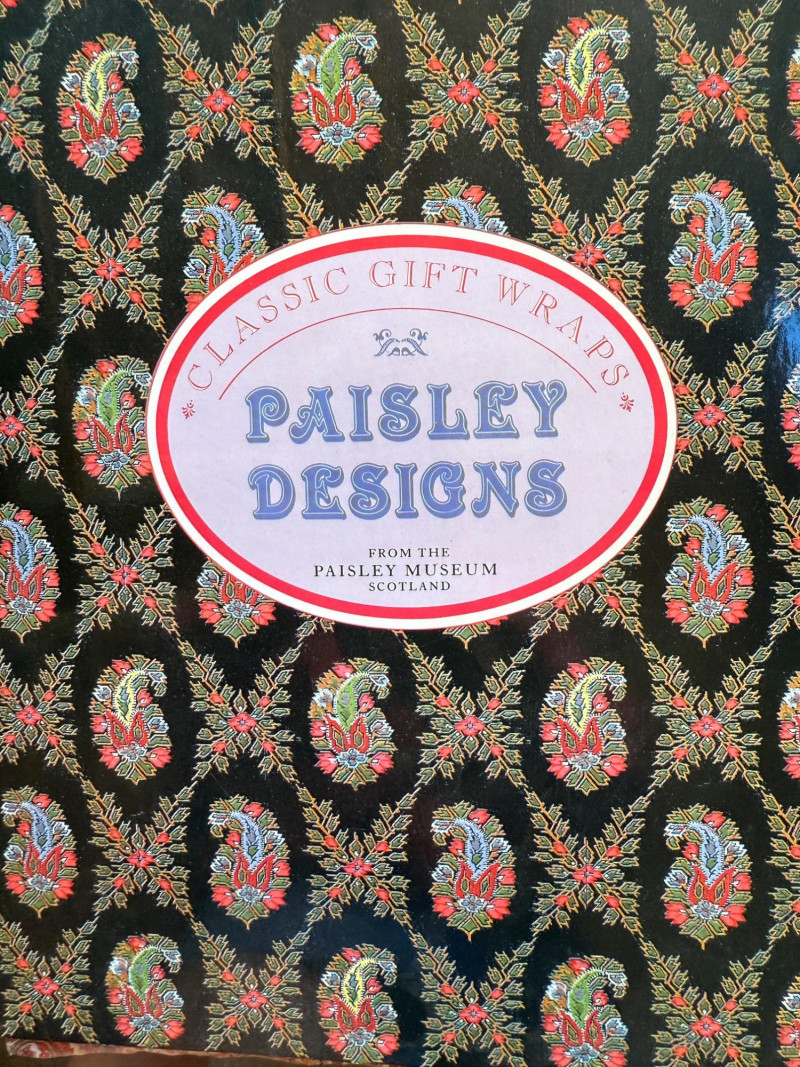 CLASSIC GIFT WRAPS
PAISLEY
DESIGNS
FROM THE
PAISLEY MUSEUM
SCOTLAND